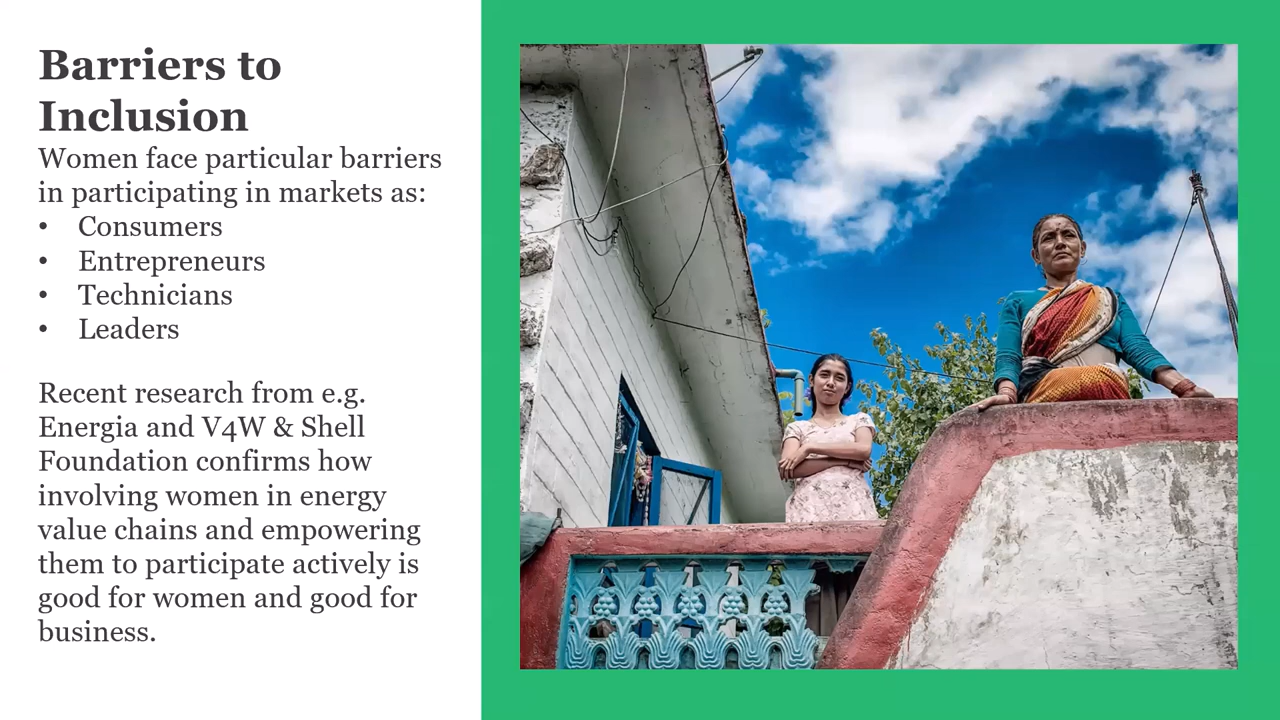 Barriers to
Inclusion
Women face particular barriers
in participating in markets as:
• Consumers
• Entrepreneurs
• Technicians
• Leaders
Recent research from e.g.
Energia and V4W & Shell
Foundation confirms how
involving women in energy
value chains and empowering
them to participate actively is
good for women and good for
business.